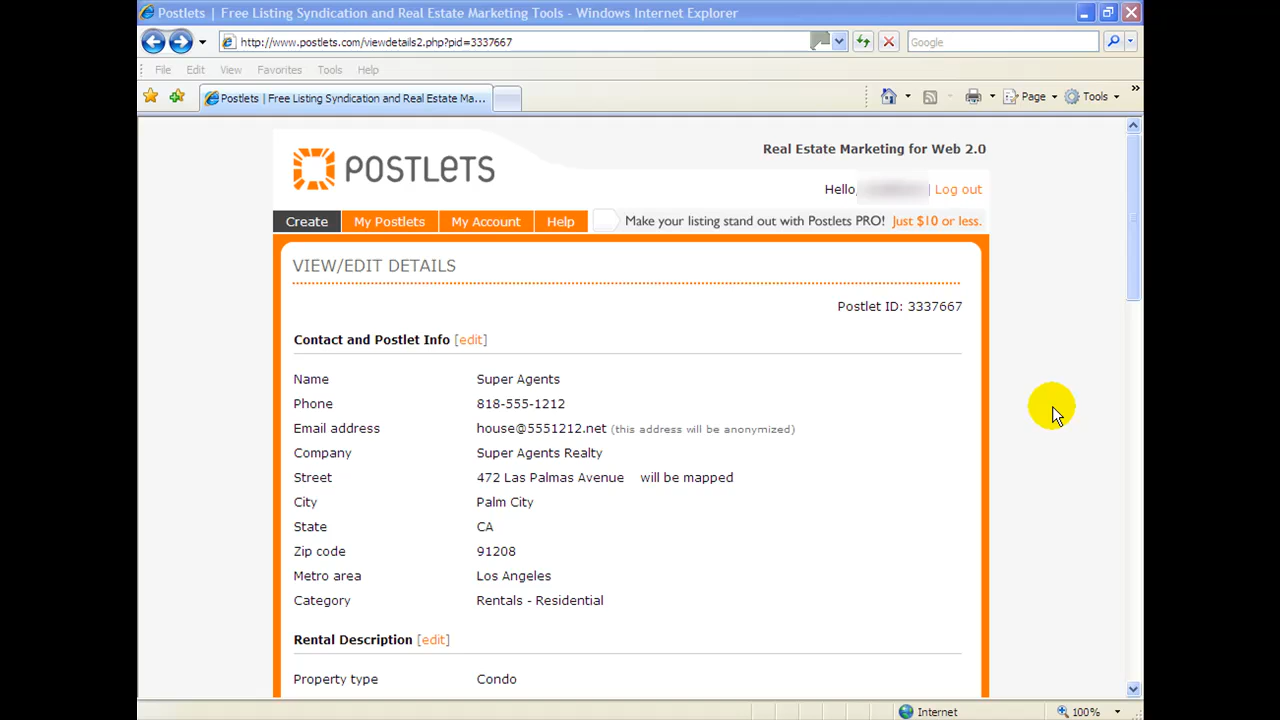 Postlets | Free Listing Syndication and Real Estate Marketing Tools - Windows Internet Explorer
http://www.postlets.com/viewdetails2.php?pid=3337667
Google
File Edit View Favorites Tools Help
Postlets | Free Listing Syndication and Real Estate Ma...
Page Tools »
POSTLETS
Real Estate Marketing for Web 2.0
Hello, | Log out
Create My Postlets My Account Help Make your listing stand out with Postlets PRO! Just $10 or less.
VIEW/EDIT DETAILS
Postlet ID: 3337667
Contact and Postlet Info [edit]
Name Super Agents
Phone 818-555-1212
Email address house@5551212.net (this address will be anonymized)
Company Super Agents Realty
Street 472 Las Palmas Avenue will be mapped
City Palm City
State CA
Zip code 91208
Metro area Los Angeles
Category Rentals - Residential
Rental Description [edit]
Property type Condo
Internet 100%